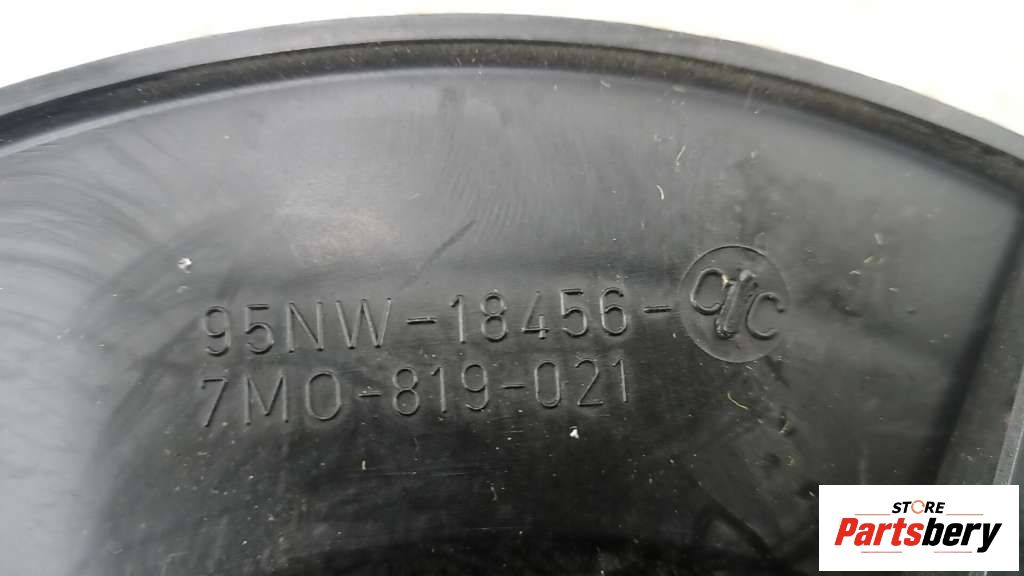 95NW-18456-
7M0-819-021
STORE
Partsbery